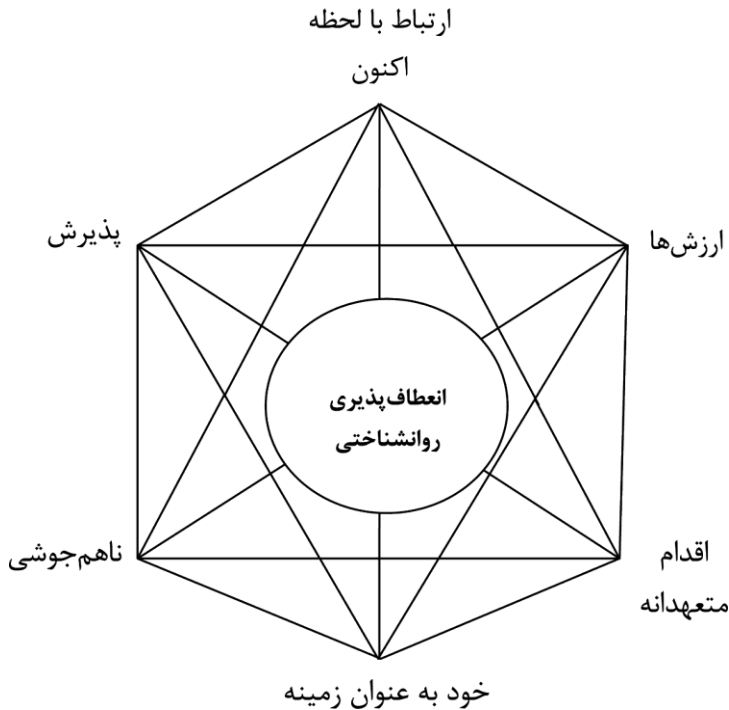 ارتباط با لحظه
اکنون
ارزش‌ها
پذیرش
انعطاف‌پذیری
روانشناختی
اقدام
متعهدانه
ناهم‌جوشی
خود به عنوان زمینه